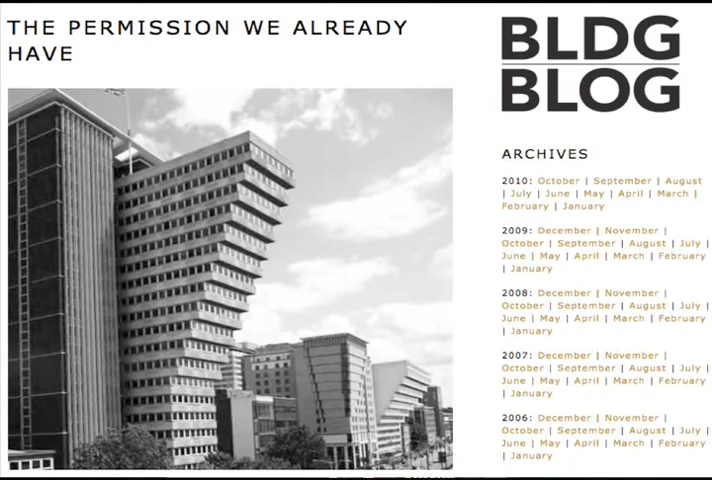 THE PERMISSION WE ALREADY
HAVE
BLDG
BLOG
ARCHIVES
2010: October | September | August
| July | June | May | April | March |
February | January
2009: December | November |
October | September | August | July |
June | May | April | March | February
| January
2008: December | November |
October | September | August | July |
June | May | April | March | February
| January
2007: December | November |
October | September | August | July |
June | May | April | March | February
| January
2006: December | November |
October | September | August | July |
June | May | April | March | February
| January